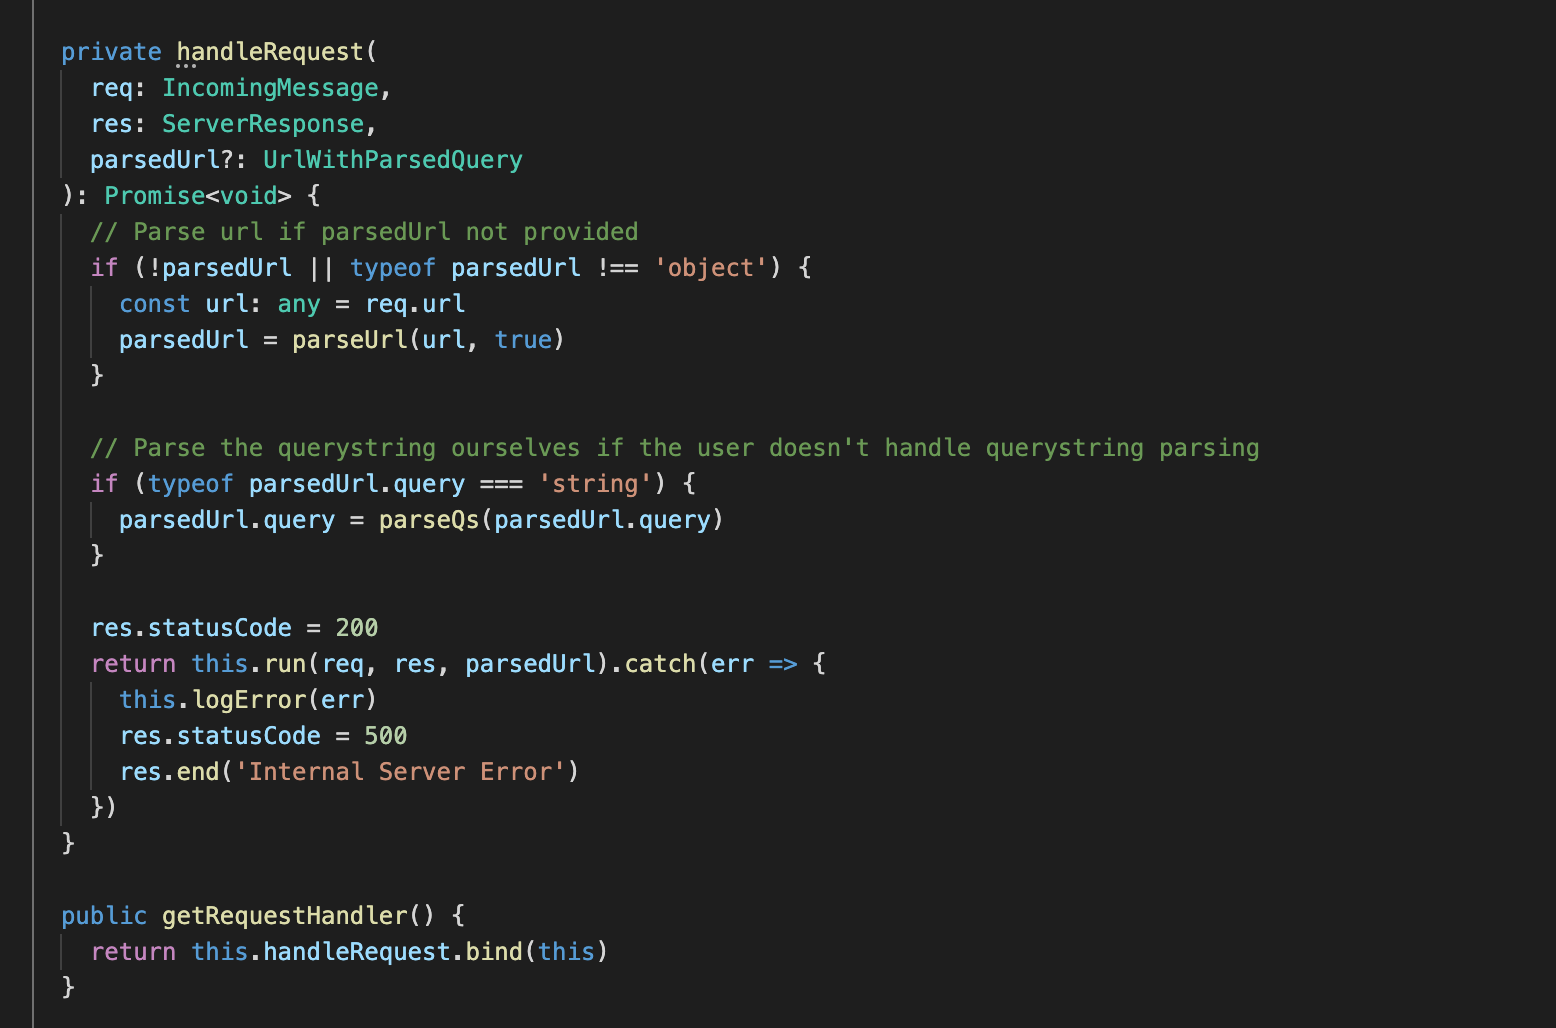 private handleRequest(
  req: IncomingMessage,
  res: ServerResponse,
  parsedUrl?: UrlWithParsedQuery
): Promise<void> {
  // Parse url if parsedUrl not provided
  if (!parsedUrl || typeof parsedUrl !== 'object') {
    const url: any = req.url
    parsedUrl = parseUrl(url, true)
  }

  // Parse the querystring ourselves if the user doesn't handle querystring parsing
  if (typeof parsedUrl.query === 'string') {
    parsedUrl.query = parseQs(parsedUrl.query)
  }

  res.statusCode = 200
  return this.run(req, res, parsedUrl).catch(err => {
    this.logError(err)
    res.statusCode = 500
    res.end('Internal Server Error')
  })
}

public getRequestHandler() {
  return this.handleRequest.bind(this)
}